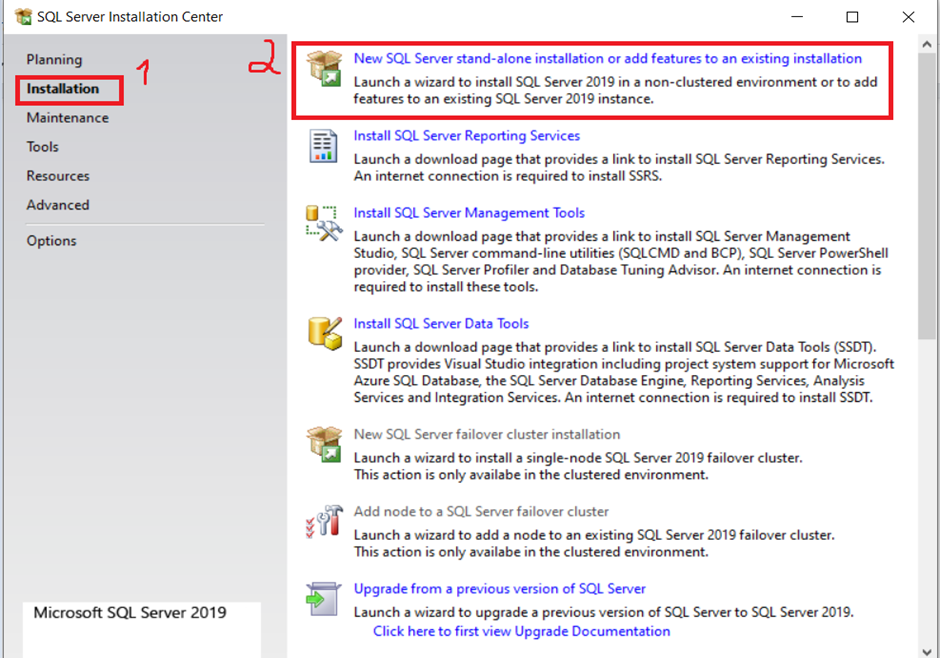 SQL Server Installation Center
Planning
Installation
Maintenance
Tools
Resources
Advanced
Options
Microsoft SQL Server 2019
1
2
New SQL Server stand-alone installation or add features to an existing installation
Launch a wizard to install SQL Server 2019 in a non-clustered environment or to add
features to an existing SQL Server 2019 instance.
Install SQL Server Reporting Services
Launch a download page that provides a link to install SQL Server Reporting Services.
An internet connection is required to install SSRS.
Install SQL Server Management Tools
Launch a download page that provides a link to install SQL Server Management
Studio, SQL Server command-line utilities (SQLCMD and BCP), SQL Server PowerShell
provider, SQL Server Profiler and Database Tuning Advisor. An internet connection is
required to install these tools.
Install SQL Server Data Tools
Launch a download page that provides a link to install SQL Server Data Tools (SSDT).
SSDT provides Visual Studio integration including project system support for Microsoft
Azure SQL Database, the SQL Server Database Engine, Reporting Services, Analysis
Services and Integration Services. An internet connection is required to install SSDT.
New SQL Server failover cluster installation
Launch a wizard to install a single-node SQL Server 2019 failover cluster.
This action is only availabe in the clustered environment.
Add node to a SQL Server failover cluster
Launch a wizard to add a node to an existing SQL Server 2019 failover cluster.
This action is only availabe in the clustered environment.
Upgrade from a previous version of SQL Server
Launch a wizard to upgrade a previous version of SQL Server to SQL Server 2019.
Click here to first view Upgrade Documentation